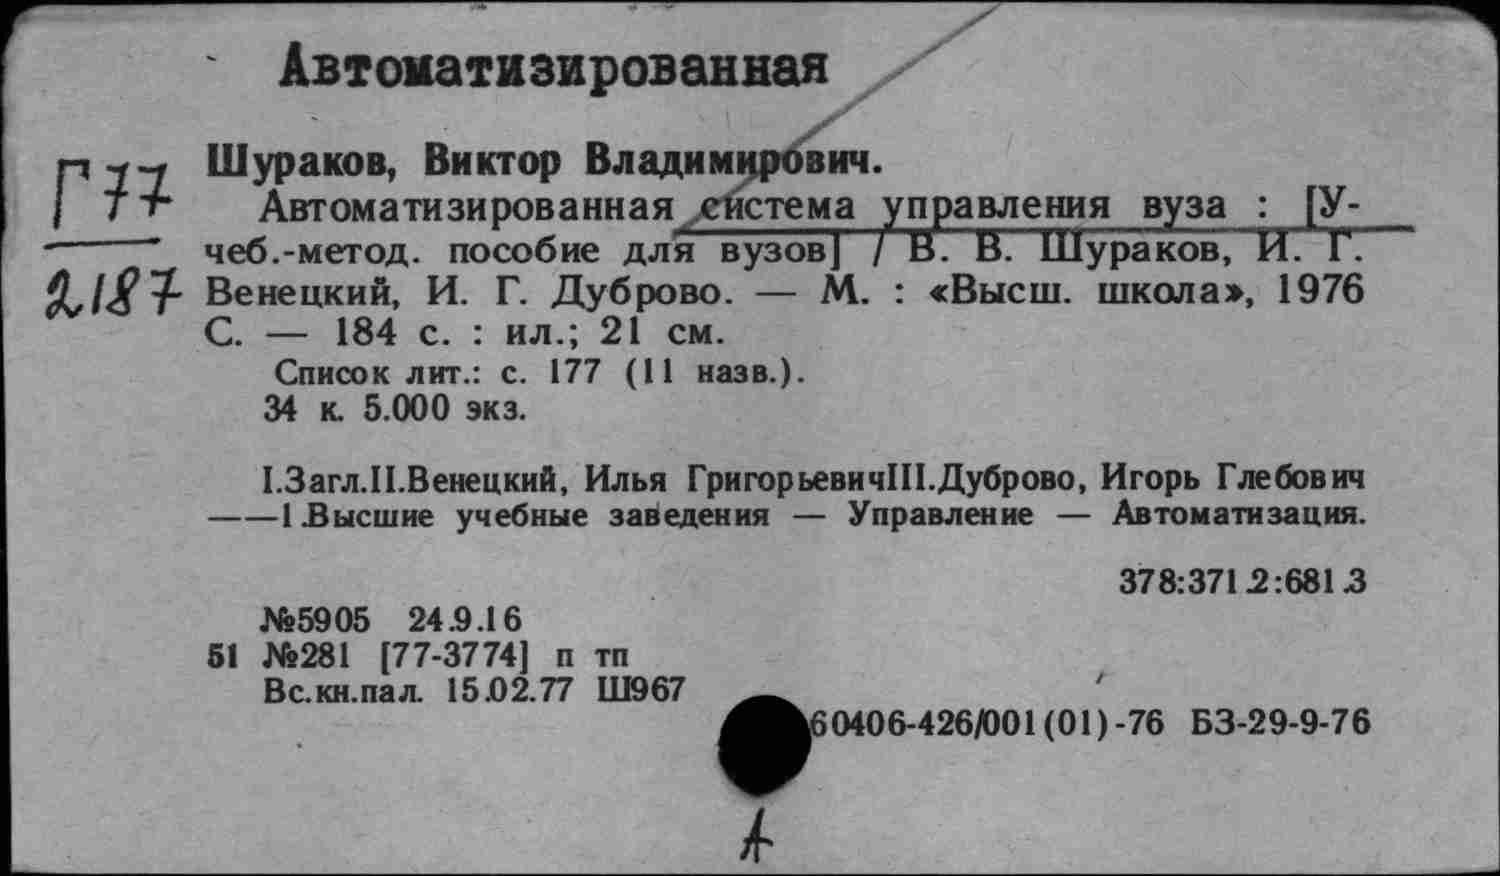 Автоматизированная
Г77
2187
Шураков, Виктор Владимирович.
Автоматизированная система управления вуза : [У-
чеб.-метод. пособие для вузов] / В. В. Шураков, И. Г.
Венецкий, И. Г. Дуброво. — М. : «Высш. школа», 1976
С. — 184 с. : ил.; 21 см.
Список лит.: с. 177 (11 назв.).
34 к. 5.000 экз.
I.Загл.II.Венецкий, Илья ГригорьевичIII.Дуброво, Игорь Глебович
——1.Высшие учебные заведения — Управление — Автоматизация.
378:371.2:681.3
№5905 24.9.16
51 №281 [77-3774] п тп
Вс.кн.пал. 15.02.77 Ш967
60406-426/001(01)-76 БЗ-29-9-76